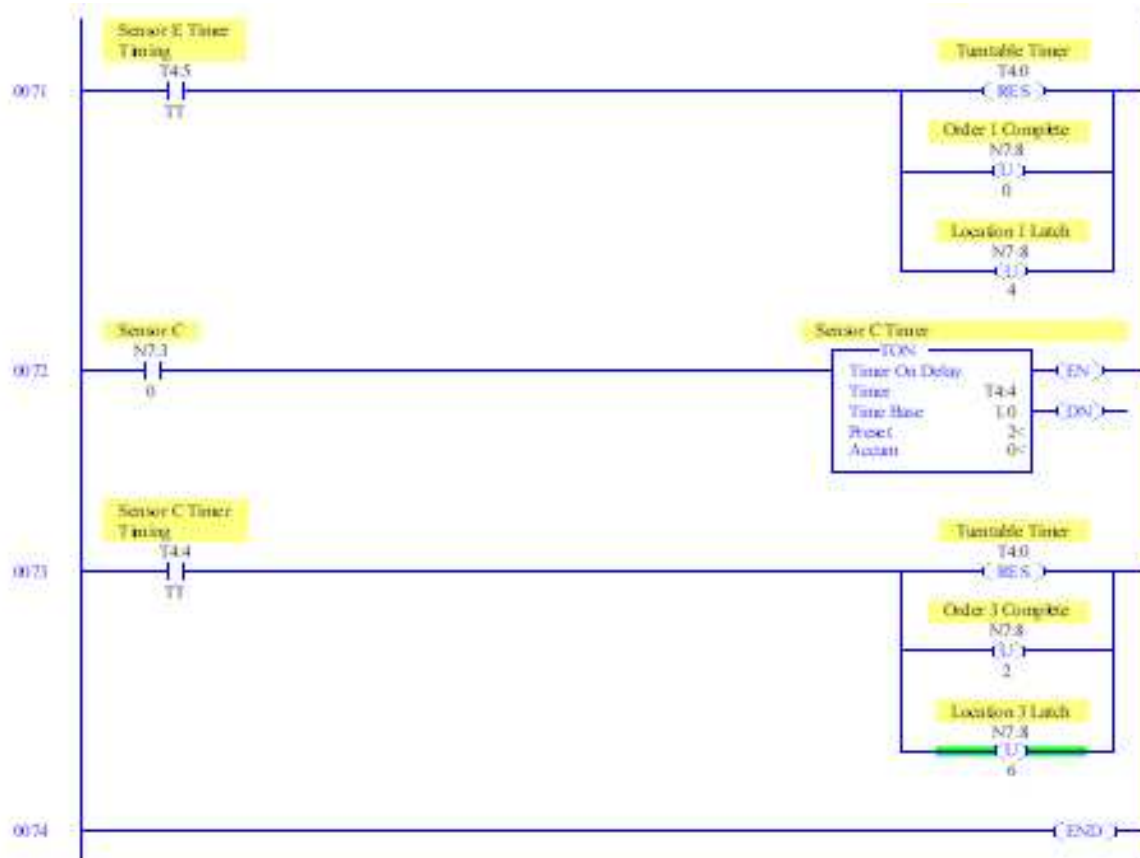 Sensor E Timer
Timing
T4:5
Turntable Timer
T4:0
0071
RES
TT
Order 1 Complete
N7:8
U
0
Location 1 Latch
N7:8
U
4
Sensor C
N7:3
Sensor C Timer
TON
0072
Timer On Delay
EN
0
Timer T4:4
Time Base 1.0
DN
Preset 2<
Accum 0<
Sensor C Timer
Timing
T4:4
Turntable Timer
T4:0
0073
RES
TT
Order 3 Complete
N7:8
U
2
Location 3 Latch
N7:8
U
6
0074
END